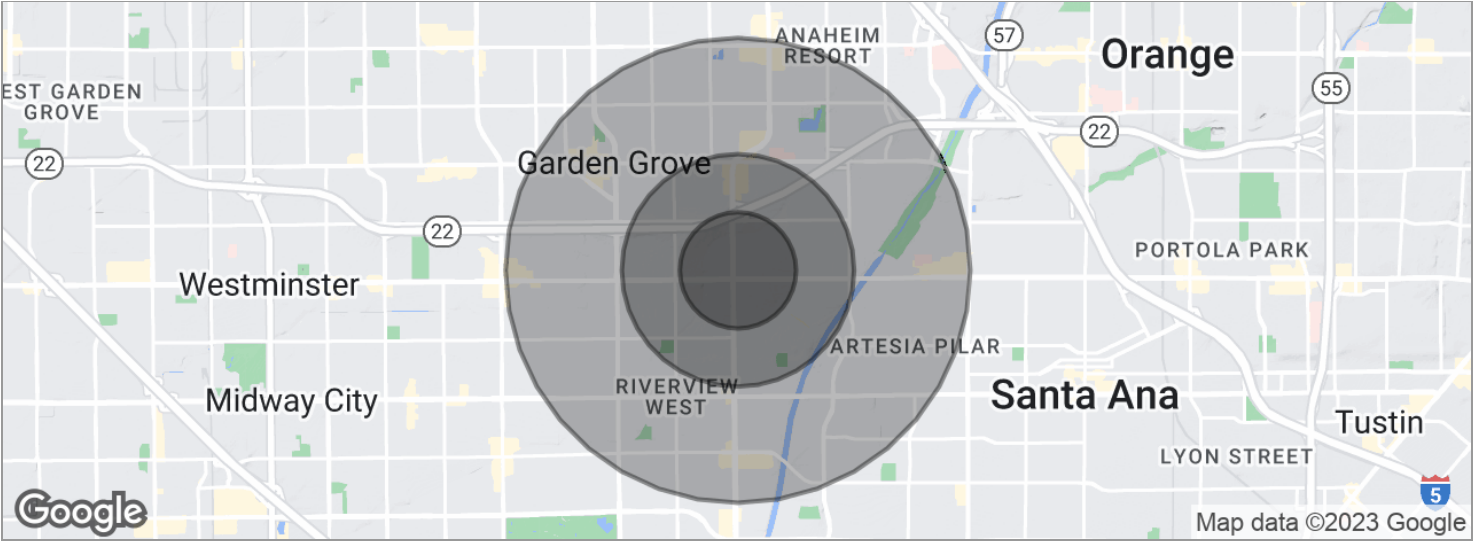 ANAHEIM
RESORT
57
Orange
55
EST GARDEN
GROVE
22
22
Garden Grove
22
PORTOLA PARK
Westminster
ARTESIA PILAR
RIVERVIEW
WEST
Midway City
Santa Ana
Tustin
LYON STREET
5
Google
Map data ©2023 Google